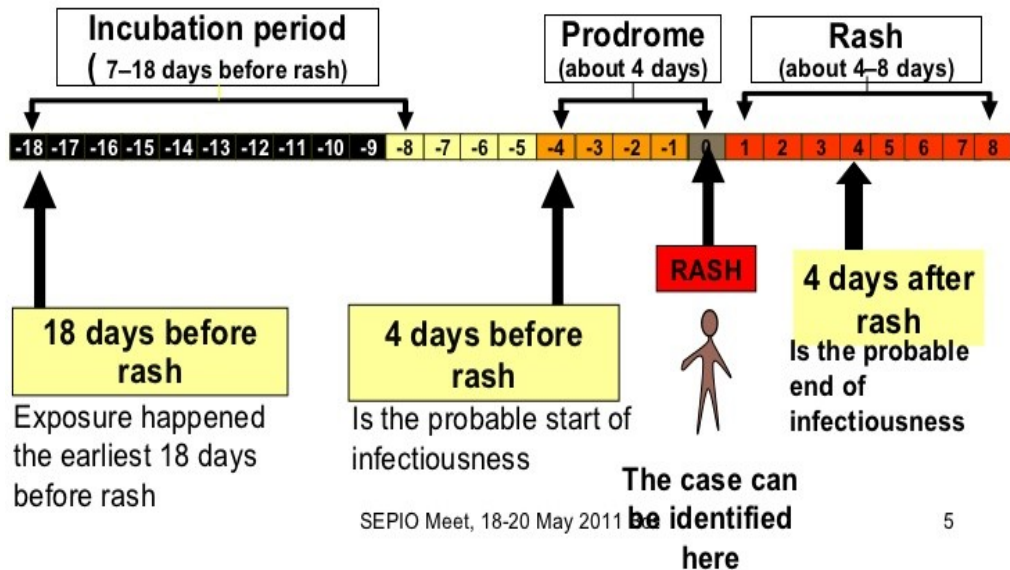 Incubation period
( 7–18 days before rash)
Prodrome
(about 4 days)
Rash
(about 4–8 days)
-18 -17 -16 -15 -14 -13 -12 -11 -10 -9 -8 -7 -6 -5 -4 -3 -2 -1 0 1 2 3 4 5 6 7 8
RASH
18 days before
rash
Exposure happened
the earliest 18 days
before rash
4 days before
rash
Is the probable start of
infectiousness
4 days after
rash
Is the probable
end of
infectiousness
The case can
be identified
here
SEPIO Meet, 18-20 May 2011
5